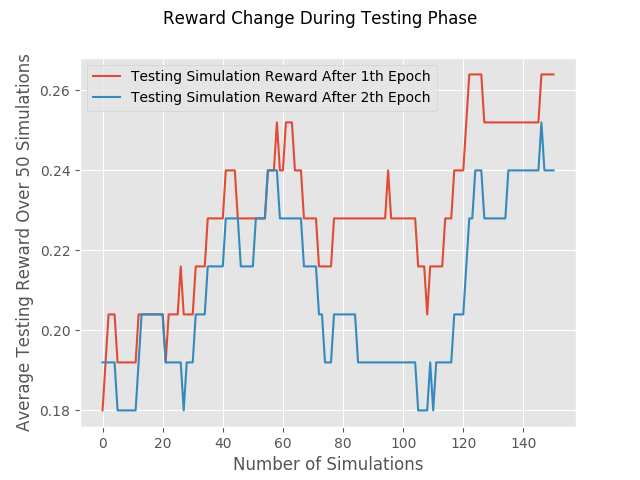 Reward Change During Testing Phase
Testing Simulation Reward After 1th Epoch
Testing Simulation Reward After 2th Epoch
Average Testing Reward Over 50 Simulations
0.26
0.24
0.22
0.20
0.18
0 20 40 60 80 100 120 140
Number of Simulations